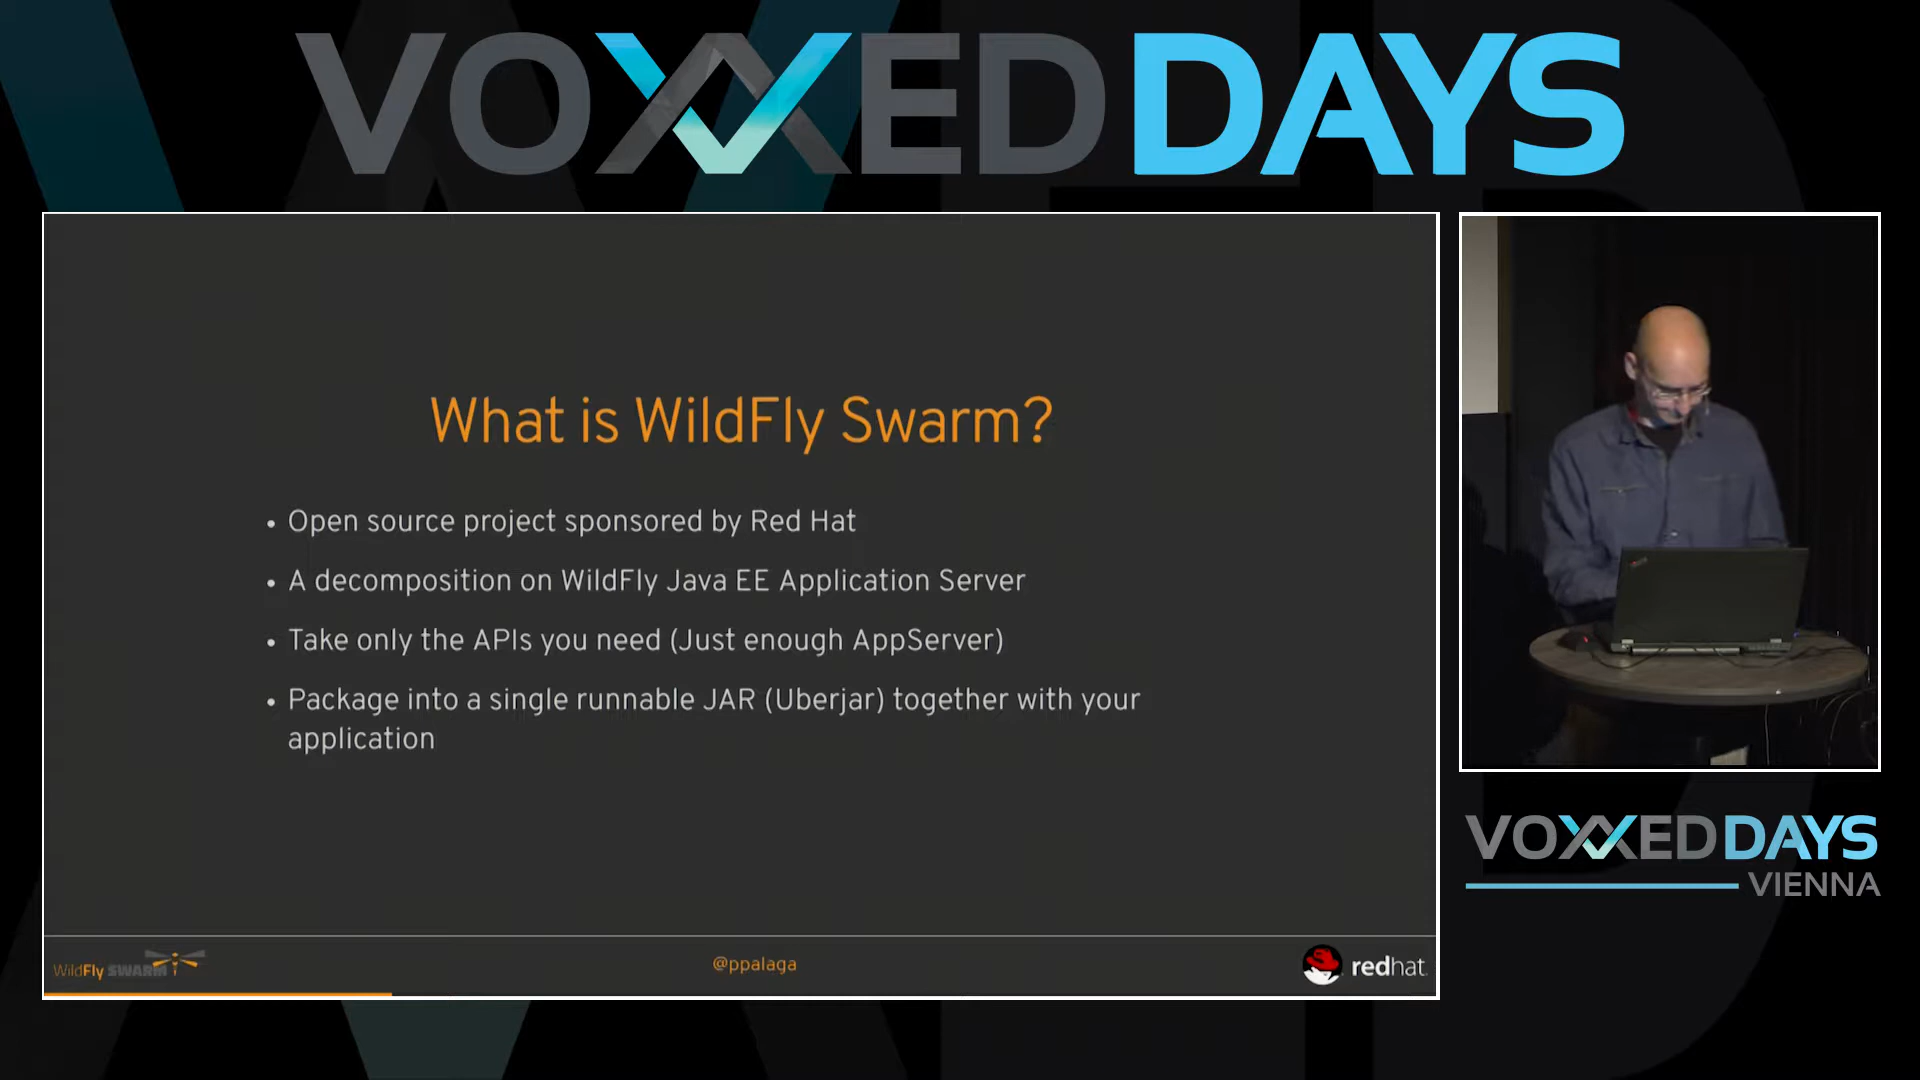 VOXXED DAYS
What is WildFly Swarm?
• Open source project sponsored by Red Hat
• A decomposition on WildFly Java EE Application Server
• Take only the APIs you need (Just enough AppServer)
• Package into a single runnable JAR (Uberjar) together with your
application
WildFly SWARM
@ppalaga
redhat.
VOXXED DAYS
VIENNA